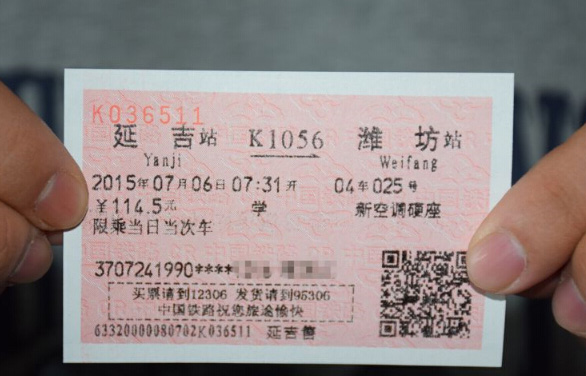 K036511
延吉站 K1056 潍坊站
Yanji Weifang
2015年07月06日07:31开 04车025号
￥114.5元 学 新空调硬座
限乘当日当次车
3707241990****
买票请到12306 发货请到95306
中国铁路祝您旅途愉快
63320000080702K036511 延吉售